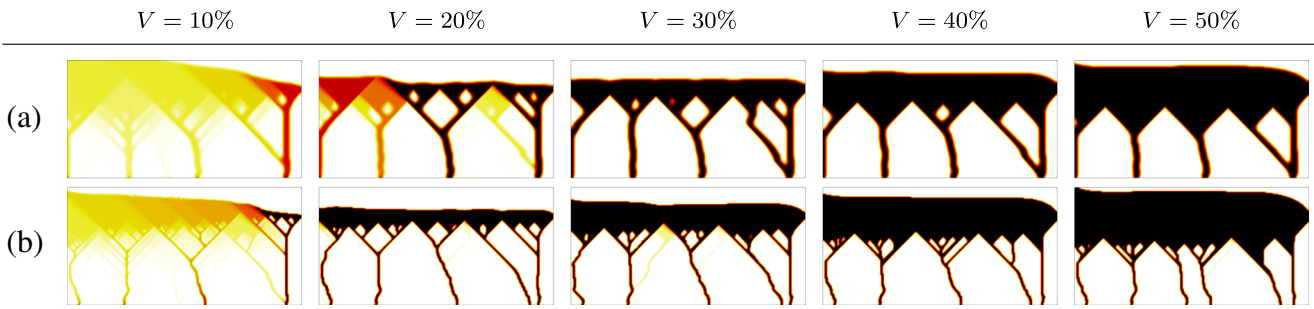 V = 10% V = 20% V = 30% V = 40% V = 50%
(a)
(b)